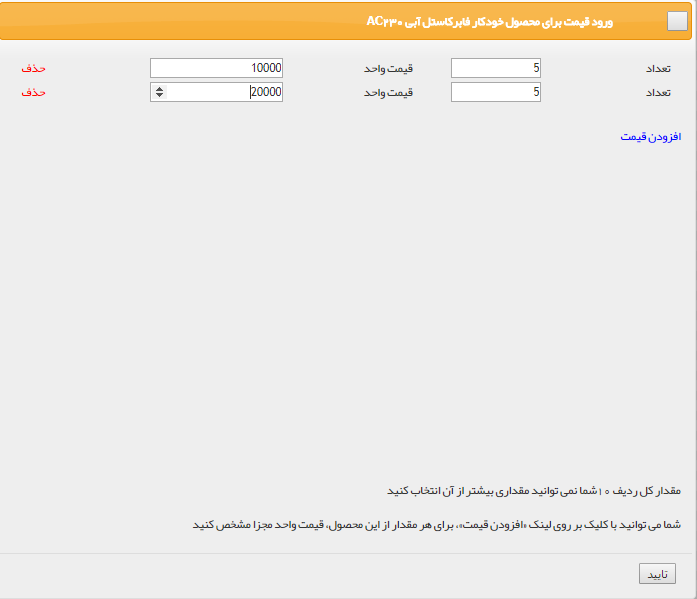 ورود قیمت برای محصول خودکار فابرکاستل آبی AC۲۳۰
تعداد 5 قیمت واحد 10000 حذف
تعداد 5 قیمت واحد 20000 حذف
افزودن قیمت
مقدار کل ردیف ۱۰شما نمی توانید مقداری بیشتر از آن انتخاب کنید
شما می توانید با کلیک بر روی لینک «افزودن قیمت»، برای هر مقدار از این محصول، قیمت واحد مجزا مشخص کنید
تایید